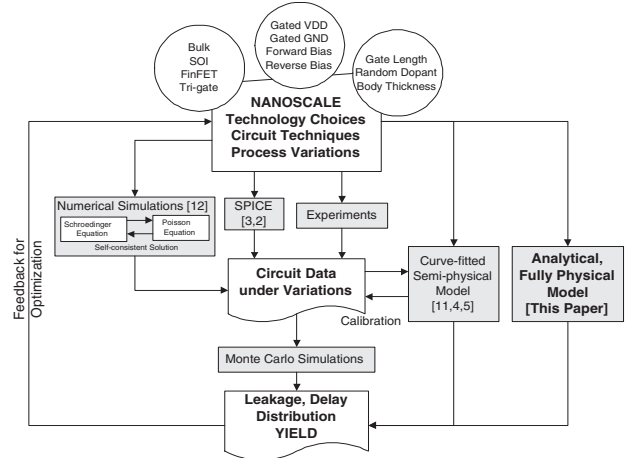 Bulk
SOI
FinFET
Tri-gate
Gated VDD
Gated GND
Forward Bias
Reverse Bias
Gate Length
Random Dopant
Body Thickness
NANOSCALE
Technology Choices
Circuit Techniques
Process Variations
Numerical Simulations [12]
Schroedinger
Equation
Poisson
Equation
Self-consistent Solution
SPICE
[3,2]
Experiments
Circuit Data
under Variations
Calibration
Curve-fitted
Semi-physical
Model
[11,4,5]
Analytical,
Fully Physical
Model
[This Paper]
Feedback for
Optimization
Monte Carlo Simulations
Leakage, Delay
Distribution
YIELD